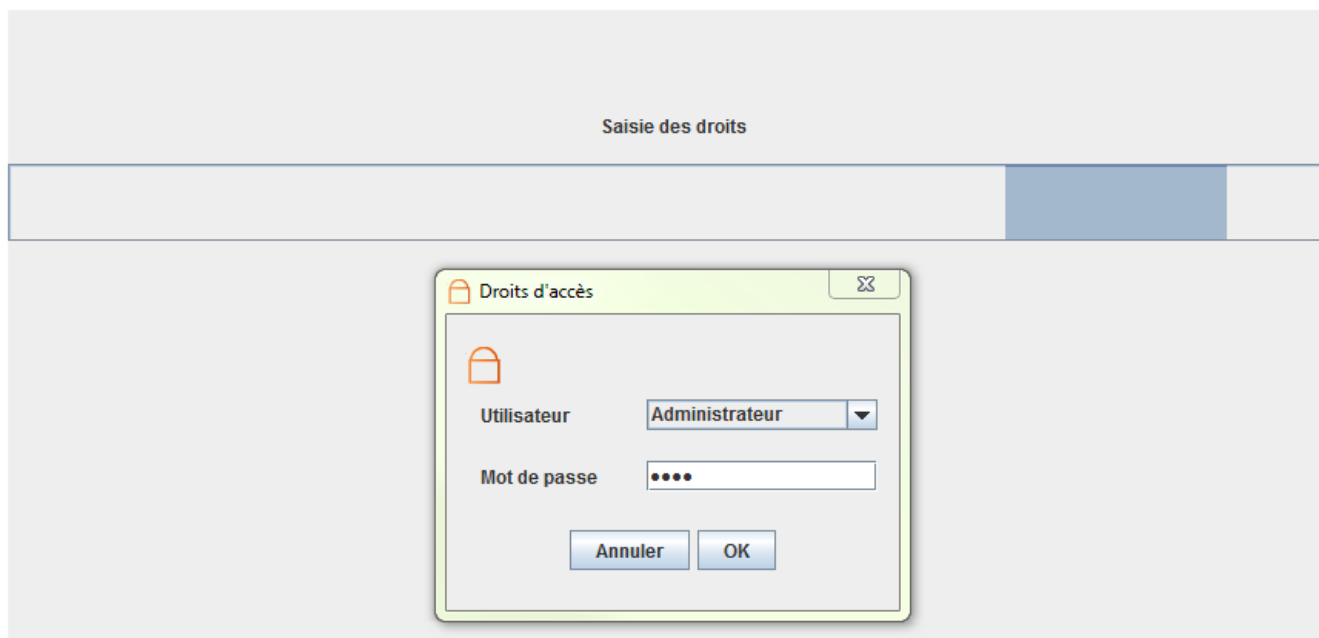 Saisie des droits
Droits d'accès
Utilisateur
Administrateur
Mot de passe
••••
Annuler
OK